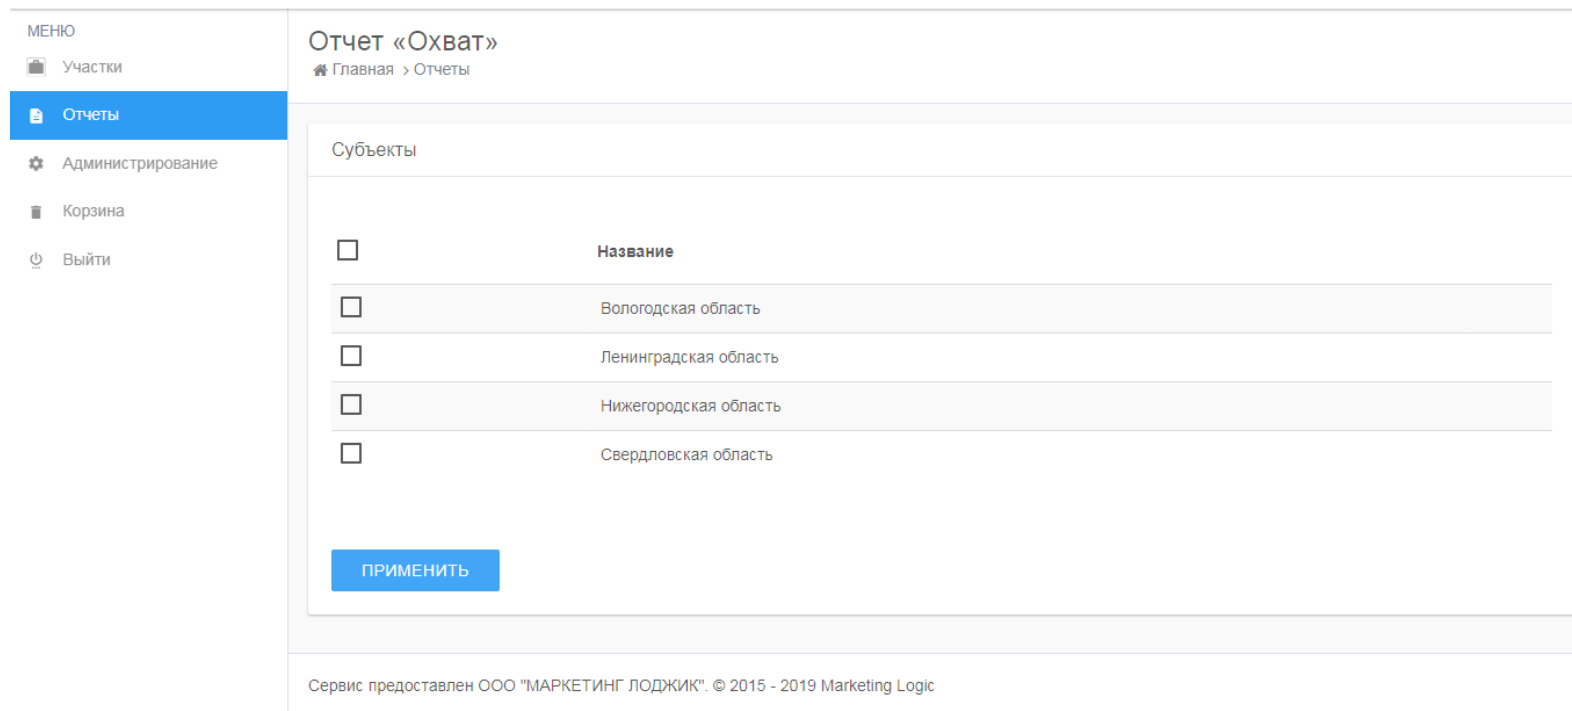 МЕНЮ
Участки
Отчеты
Администрирование
Корзина
Выйти
Отчет «Охват»
Главная > Отчеты
Субъекты
Название
Вологодская область
Ленинградская область
Нижегородская область
Свердловская область
ПРИМЕНИТЬ
Сервис предоставлен ООО "МАРКЕТИНГ ЛОДЖИК". © 2015 - 2019 Marketing Logic